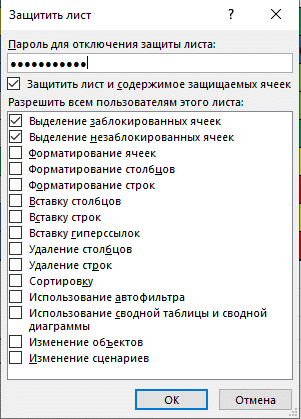 Защитить лист
Пароль для отключения защиты листа:
●●●●●●●●●●●
Защитить лист и содержимое защищаемых ячеек
Разрешить всем пользователям этого листа:
Выделение заблокированных ячеек
Выделение незаблокированных ячеек
Форматирование ячеек
Форматирование столбцов
Форматирование строк
Вставку столбцов
Вставку строк
Вставку гиперссылок
Удаление столбцов
Удаление строк
Сортировку
Использование автофильтра
Использование сводной таблицы и сводной
диаграммы
Изменение объектов
Изменение сценариев
ОК
Отмена